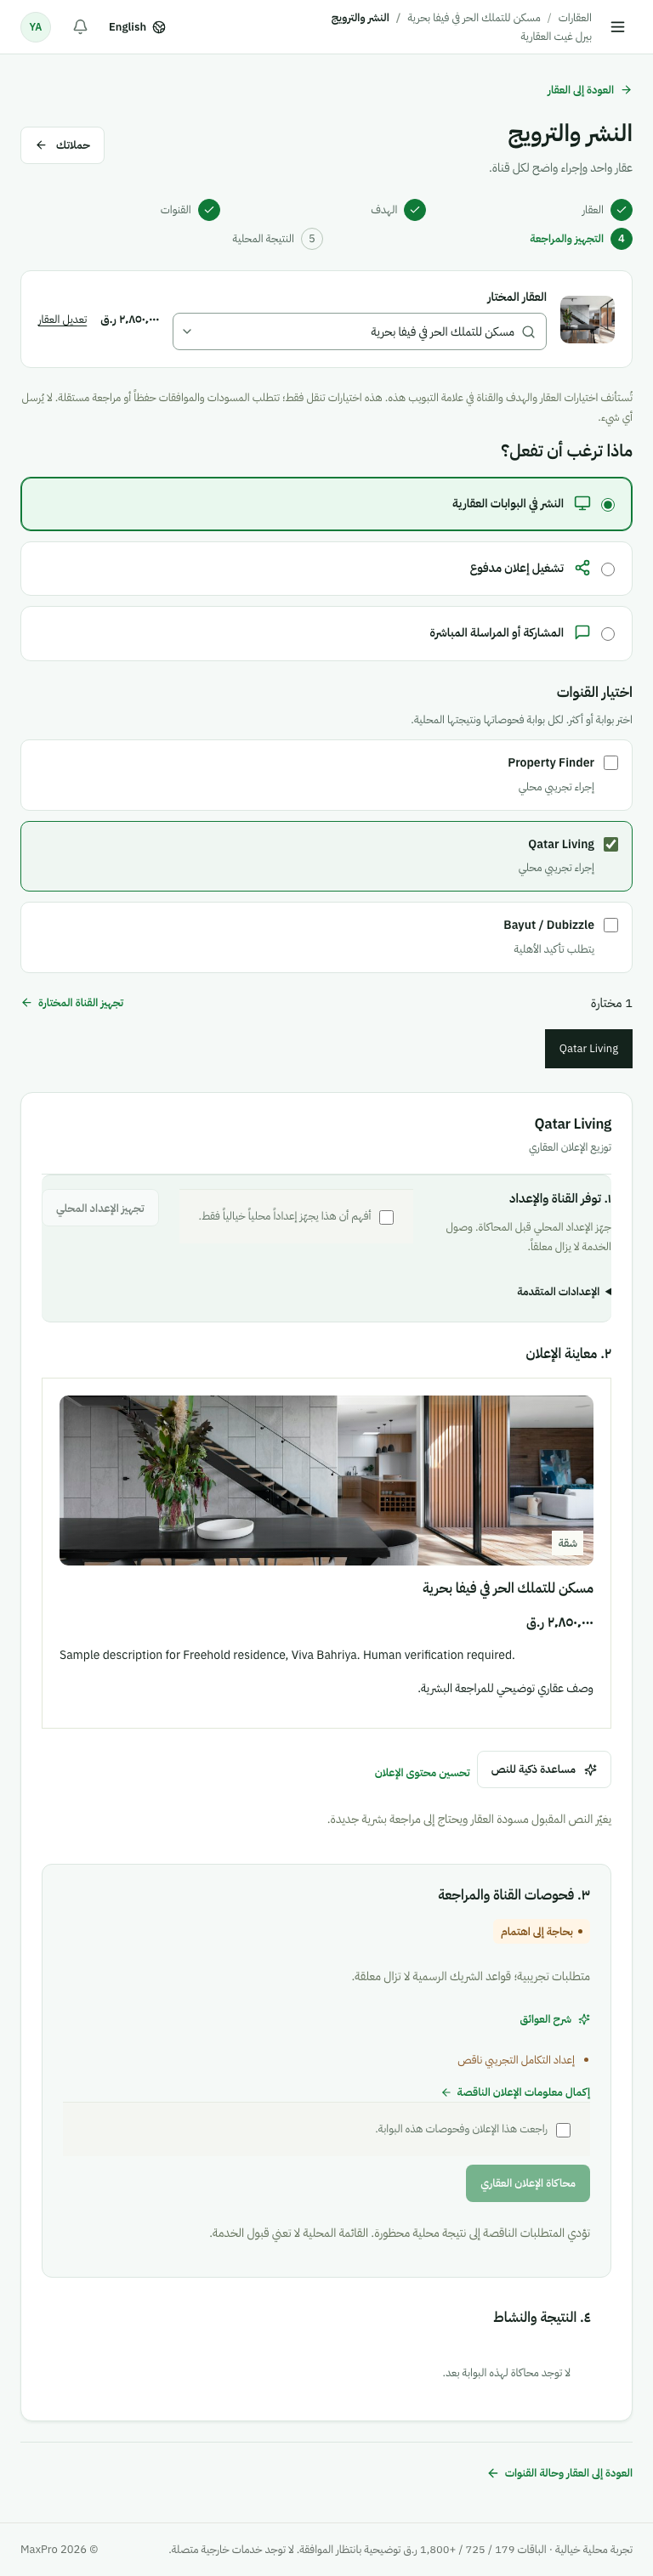 العقارات / مسكن للتملك الحر في فيفا بحرية / النشر والترويج
بيرل غيت العقارية
English
YA
العودة إلى العقار
النشر والترويج
حملاتك
عقار واحد وإجراء واضح لكل قناة.
العقار
الهدف
القنوات
4 التجهيز والمراجعة
5 النتيجة المحلية
العقار المختار
مسكن للتملك الحر في فيفا بحرية
٢٬٨٥٠٬٠٠٠ ر.ق
تعديل العقار
تُستأنف اختيارات العقار والهدف والقناة في علامة التبويب هذه. هذه اختيارات تنقل فقط؛ تتطلب المسودات والموافقات حفظاً أو مراجعة مستقلة. لا يُرسل
أي شيء.
ماذا ترغب أن تفعل؟
النشر في البوابات العقارية
تشغيل إعلان مدفوع
المشاركة أو المراسلة المباشرة
اختيار القنوات
اختر بوابة أو أكثر. لكل بوابة فحوصاتها ونتيجتها المحلية.
Property Finder
إجراء تجريبي محلي
Qatar Living
إجراء تجريبي محلي
Bayut / Dubizzle
يتطلب تأكيد الأهلية
1 مختارة
تجهيز القناة المختارة
Qatar Living
Qatar Living
توزيع الإعلان العقاري
١. توفر القناة والإعداد
جهّز الإعداد المحلي قبل المحاكاة. وصول
الخدمة لا يزال معلقاً.
أفهم أن هذا يجهّز إعداداً محلياً خيالياً فقط.
تجهيز الإعداد المحلي
الإعدادات المتقدمة
٢. معاينة الإعلان
شقة
مسكن للتملك الحر في فيفا بحرية
٢٬٨٥٠٬٠٠٠ ر.ق
Sample description for Freehold residence, Viva Bahriya. Human verification required.
وصف عقاري توضيحي للمراجعة البشرية.
مساعدة ذكية للنص
تحسين محتوى الإعلان
يغيّر النص المقبول مسودة العقار ويحتاج إلى مراجعة بشرية جديدة.
٣. فحوصات القناة والمراجعة
• بحاجة إلى اهتمام
متطلبات تجريبية؛ قواعد الشريك الرسمية لا تزال معلقة.
شرح العوائق
• إعداد التكامل التجريبي ناقص
إكمال معلومات الإعلان الناقصة
راجعت هذا الإعلان وفحوصات هذه البوابة.
محاكاة الإعلان العقاري
تؤدي المتطلبات الناقصة إلى نتيجة محلية محظورة. القائمة المحلية لا تعني قبول الخدمة.
٤. النتيجة والنشاط
لا توجد محاكاة لهذه البوابة بعد.
العودة إلى العقار وحالة القنوات
تجربة محلية خيالية · الباقات 179 / 725 / 1,800+ ر.ق توضيحية بانتظار الموافقة. لا توجد خدمات خارجية متصلة.
© 2026 MaxPro